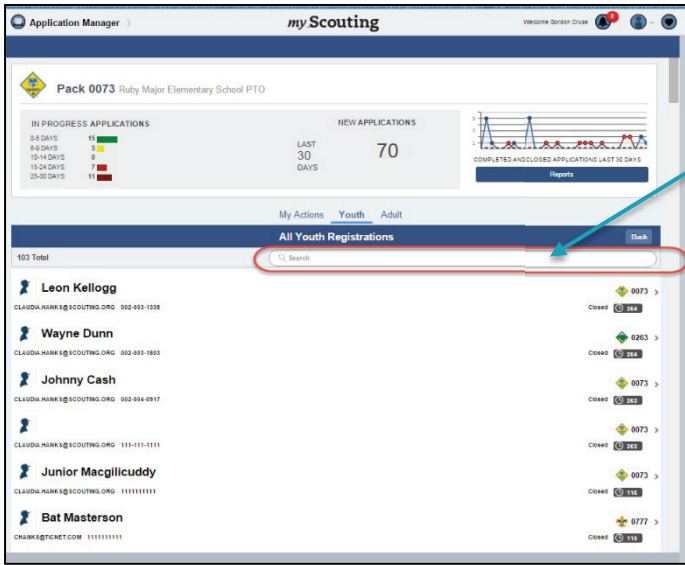 Application Manager
my.Scouting
Welcome Gordon Cruse
Pack 0073 Ruby Major Elementary School PTO
IN PROGRESS APPLICATIONS
0-5 DAYS 15
6-9 DAYS 3
10-14 DAYS 0
15-24 DAYS 7
25-30 DAYS 11
NEW APPLICATIONS
LAST 30 DAYS
70
COMPLETED AND CLOSED APPLICATIONS LAST 30 DAYS
Reports
My Actions Youth Adult
All Youth Registrations
Back
103 Total
Search
Leon Kellogg
0073
CLAUDIA.HANKS@SCOUTING.ORG 002-003-1338
Closed 264
Wayne Dunn
0263
CLAUDIA.HANKS@SCOUTING.ORG 002-003-1803
Closed 264
Johnny Cash
0073
CLAUDIA.HANKS@SCOUTING.ORG 002-004-0917
Closed 263
0073
CLAUDIA.HANKS@SCOUTING.ORG 111-111-1111
Closed 263
Junior Macgilicuddy
0073
CLAUDIA.HANKS@SCOUTING.ORG 1111111111
Closed 116
Bat Masterson
0777
CHANKS@TICNET.COM 1111111111
Closed 115